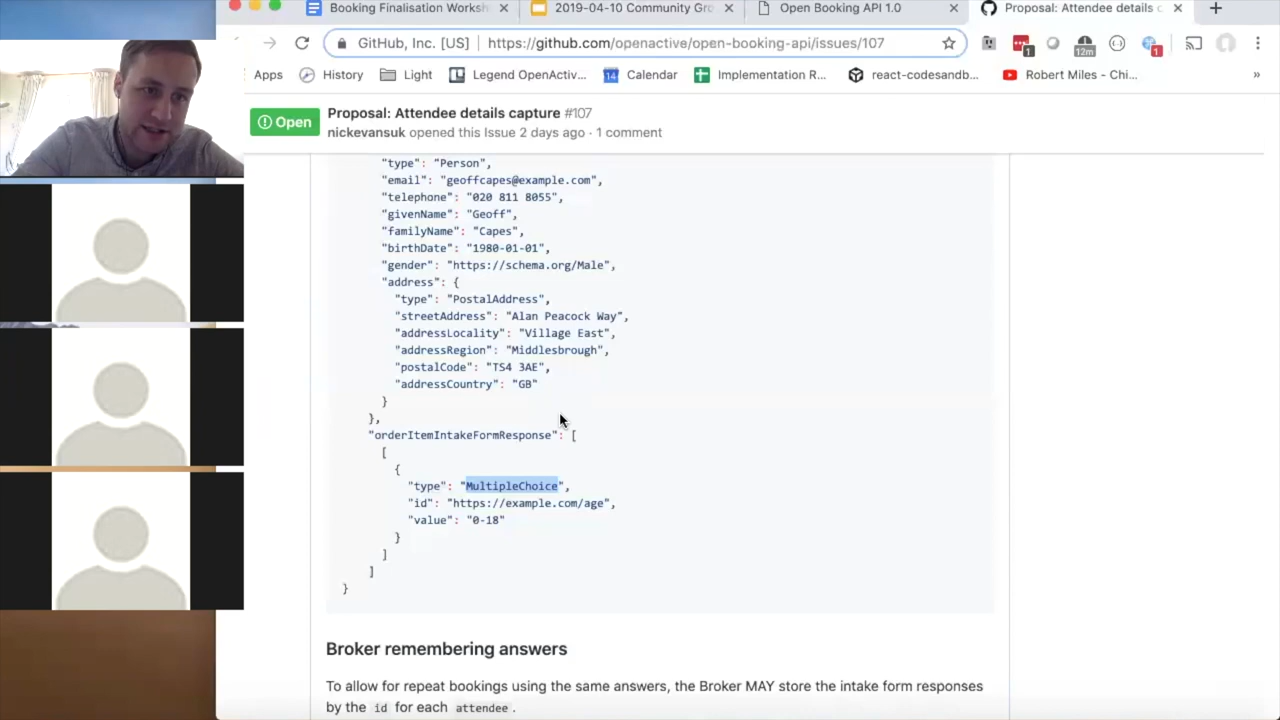 Booking Finalisation Worksh
2019-04-10 Community Gro
Open Booking API 1.0
Proposal: Attendee details c
GitHub, Inc. [US]
https://github.com/openactive/open-booking-api/issues/107
1
12m
1
Apps
History
Light
Legend OpenActiv...
14
Calendar
Implementation R...
react-codesandb...
Robert Miles - Chi...
»
Open
Proposal: Attendee details capture #107
nickevansuk opened this Issue 2 days ago · 1 comment
"type": "Person",
"email": "geoffcapes@example.com",
"telephone": "020 811 8055",
"givenName": "Geoff",
"familyName": "Capes",
"birthDate": "1980-01-01",
"gender": "https://schema.org/Male",
"address": {
"type": "PostalAddress",
"streetAddress": "Alan Peacock Way",
"addressLocality": "Village East",
"addressRegion": "Middlesbrough",
"postalCode": "TS4 3AE",
"addressCountry": "GB"
}
},
"orderItemIntakeFormResponse": [
[
{
"type": "MultipleChoice",
"id": "https://example.com/age",
"value": "0-18"
}
]
]
}
Broker remembering answers
To allow for repeat bookings using the same answers, the Broker MAY store the intake form responses
by the id for each attendee.